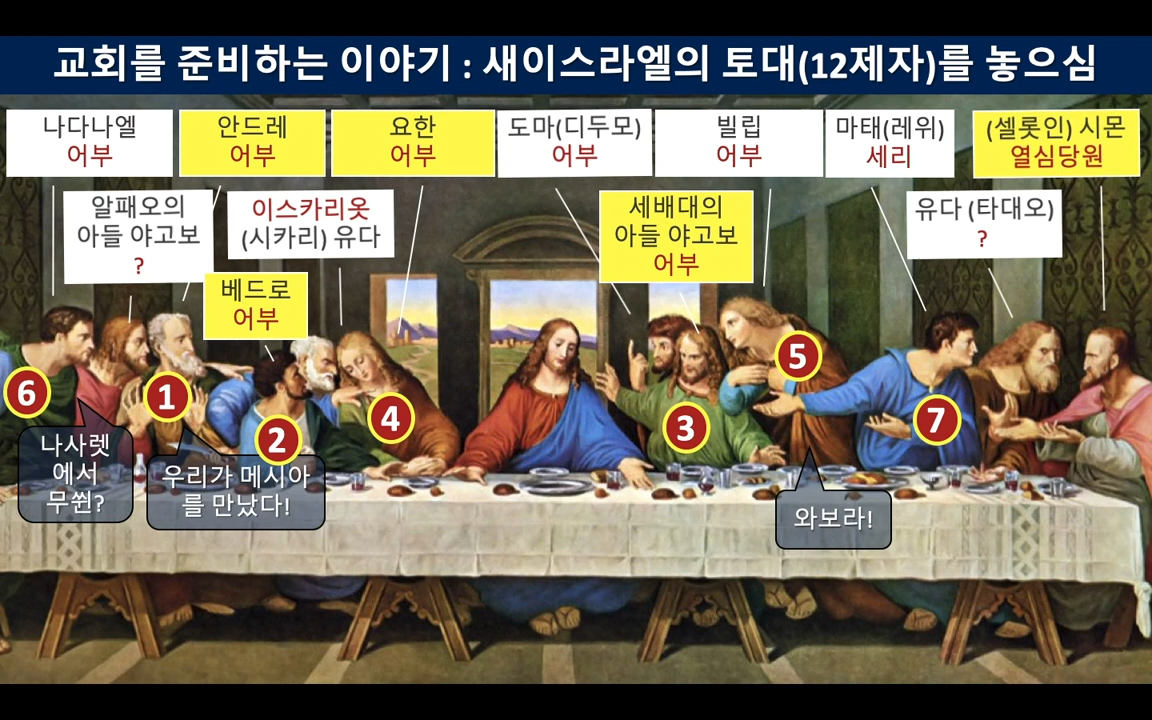 교회를 준비하는 이야기 : 새이스라엘의 토대(12제자)를 놓으심
나다나엘
어부
안드레
어부
요한
어부
도마(디두모)
어부
빌립
어부
마태(레위)
세리
(셀롯인) 시몬
열심당원
알패오의
아들 야고보
?
이스카리옷
(시카리) 유다
베드로
어부
세배대의
아들 야고보
어부
유다 (타대오)
?
6
1
2
4
3
5
7
나사렛
에서
무쒼?
우리가 메시아
를 만났다!
와보라!